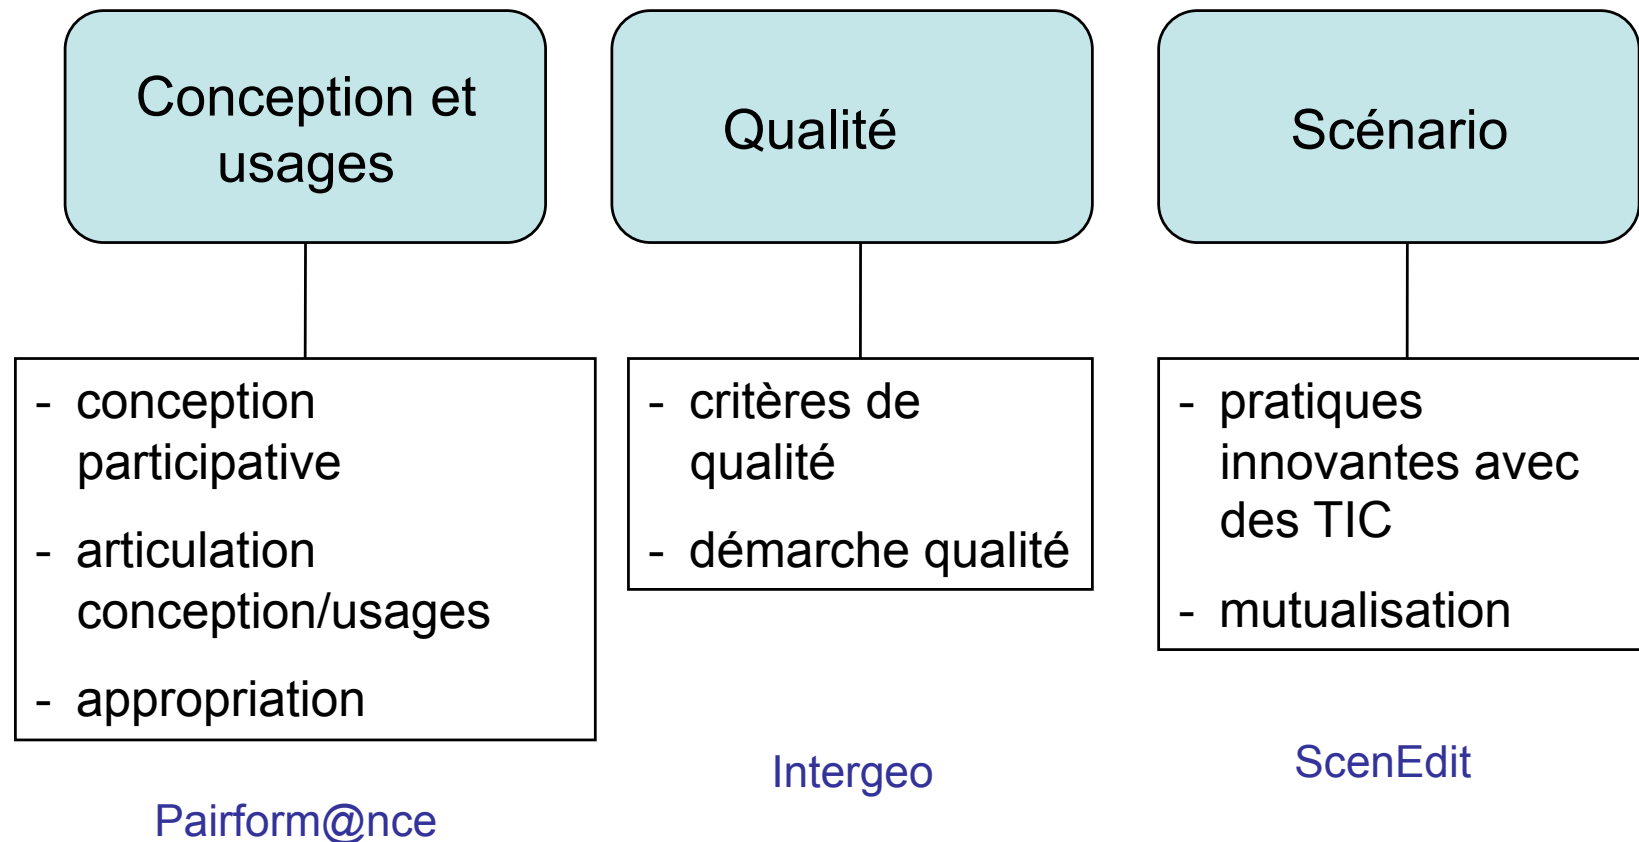 Conception et
usages
- conception
participative
- articulation
conception/usages
- appropriation
Pairform@nce
Qualité
- critères de
qualité
- démarche qualité
Intergeo
Scénario
- pratiques
innovantes avec
des TIC
- mutualisation
ScenEdit